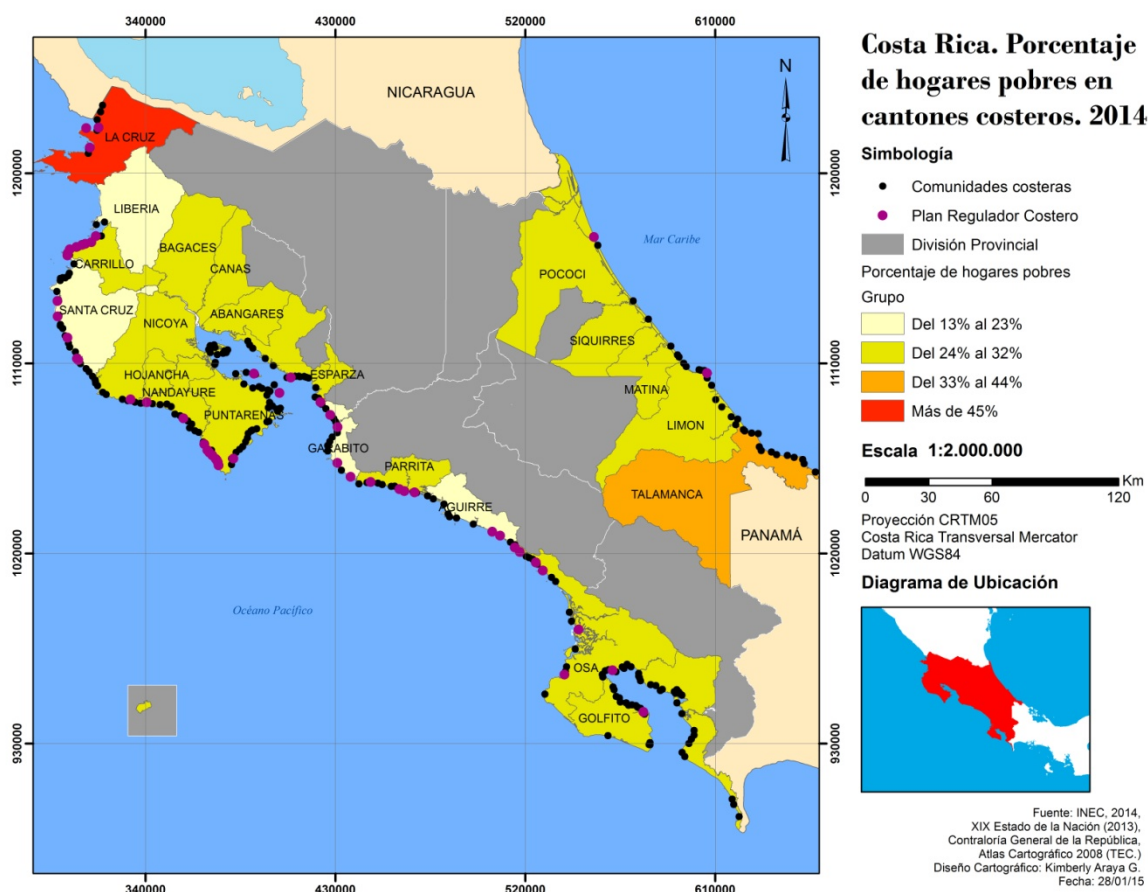 340000 430000 520000 610000
Costa Rica. Porcentaje
de hogares pobres en
cantones costeros. 2014
Simbología
Comunidades costeras
Plan Regulador Costero
División Provincial
Porcentaje de hogares pobres
Grupo
Del 13% al 23%
Del 24% al 32%
Del 33% al 44%
Más de 45%
Escala 1:2.000.000
Km
0 30 60 120
Proyección CRTM05
Costa Rica Transversal Mercator
Datum WGS84
Diagrama de Ubicación
Fuente: INEC, 2014,
XIX Estado de la Nación (2013),
Contraloría General de la República,
Atlas Cartográfico 2008 (TEC.)
Diseño Cartográfico: Kimberly Araya G.
Fecha: 28/01/15
N
NICARAGUA
LA CRUZ
1200000 1200000
LIBERIA
Mar Caribe
BAGACES
CARRILLO
CANAS
POCOCI
SANTA CRUZ
ABANGARES
NICOYA
SIQUIRRES
1110000 1110000
HOJANCHA
ESPARZA
NANDAYURE
MATINA
PUNTARENAS
LIMON
GARABITO
PARRITA
TALAMANCA
AGUIRRE
PANAMÁ
1020000 1020000
Océano Pacífico
OSA
GOLFITO
930000 930000
340000 430000 520000 610000